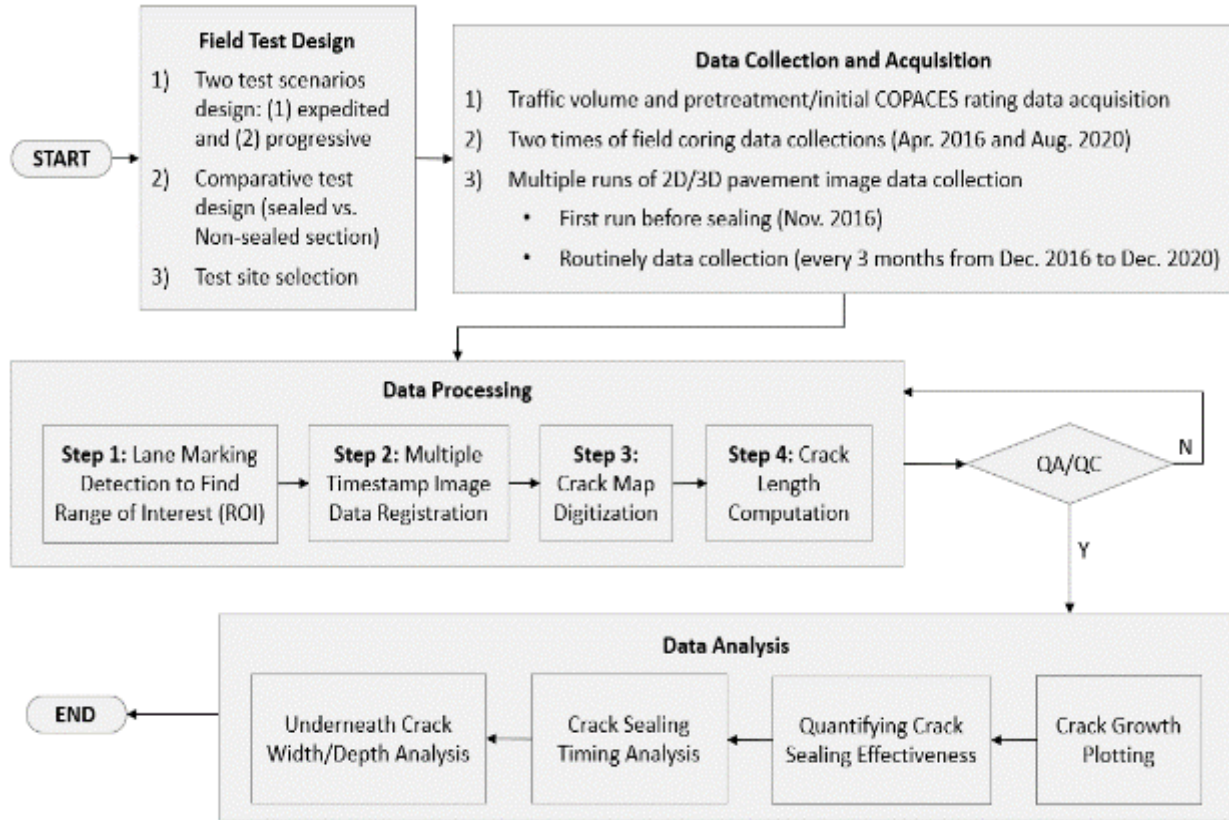 START
Field Test Design
1) Two test scenarios
design: (1) expedited
and (2) progressive
2) Comparative test
design (sealed vs.
Non-sealed section)
3) Test site selection
Data Collection and Acquisition
1) Traffic volume and pretreatment/initial COPACES rating data acquisition
2) Two times of field coring data collections (Apr. 2016 and Aug. 2020)
3) Multiple runs of 2D/3D pavement image data collection
• First run before sealing (Nov. 2016)
• Routinely data collection (every 3 months from Dec. 2016 to Dec. 2020)
Data Processing
Step 1: Lane Marking
Detection to Find
Range of Interest (ROI)
Step 2: Multiple
Timestamp Image
Data Registration
Step 3:
Crack Map
Digitization
Step 4: Crack
Length
Computation
QA/QC
N
Y
Data Analysis
Crack Growth
Plotting
Quantifying Crack
Sealing Effectiveness
Crack Sealing
Timing Analysis
Underneath Crack
Width/Depth Analysis
END